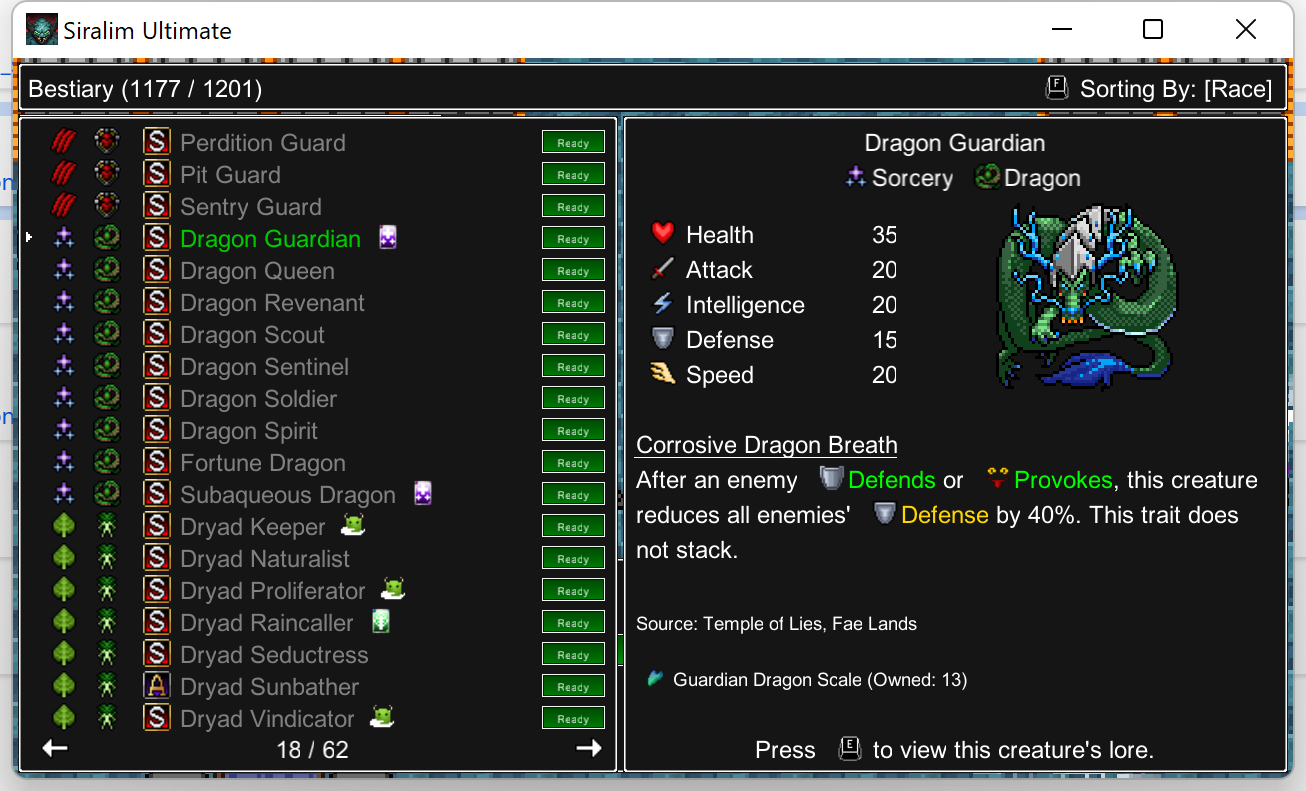 Siralim Ultimate
Bestiary (1177 / 1201)
F Sorting By: [Race]
S Perdition Guard Ready
S Pit Guard Ready
S Sentry Guard Ready
S Dragon Guardian Ready
S Dragon Queen Ready
S Dragon Revenant Ready
S Dragon Scout Ready
S Dragon Sentinel Ready
S Dragon Soldier Ready
S Dragon Spirit Ready
S Fortune Dragon Ready
S Subaqueous Dragon Ready
S Dryad Keeper Ready
S Dryad Naturalist Ready
S Dryad Proliferator Ready
S Dryad Raincaller Ready
S Dryad Seductress Ready
A Dryad Sunbather Ready
S Dryad Vindicator Ready
18 / 62
Dragon Guardian
Sorcery Dragon
Health 35
Attack 20
Intelligence 20
Defense 15
Speed 20
Corrosive Dragon Breath
After an enemy Defends or Provokes, this creature
reduces all enemies' Defense by 40%. This trait does
not stack.
Source: Temple of Lies, Fae Lands
Guardian Dragon Scale (Owned: 13)
Press E to view this creature's lore.